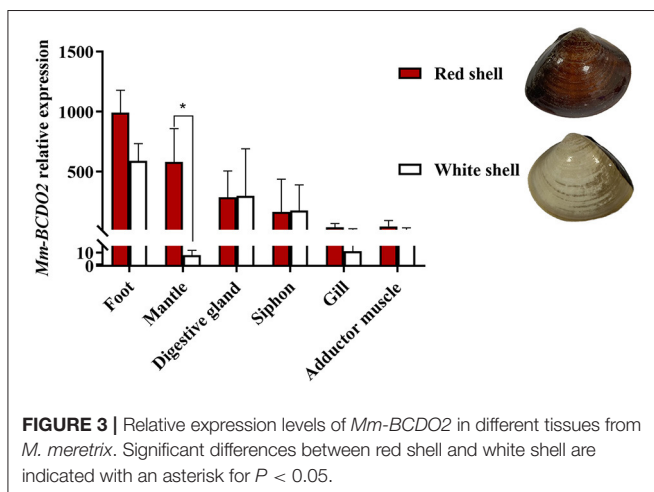 Mm-BCDO2 relative expression
1500
1000
500
10
0
*
Foot
Mantle
Digestive gland
Siphon
Gill
Adductor muscle
Red shell
White shell
FIGURE 3 | Relative expression levels of Mm-BCDO2 in different tissues from
M. meretrix. Significant differences between red shell and white shell are
indicated with an asterisk for P < 0.05.